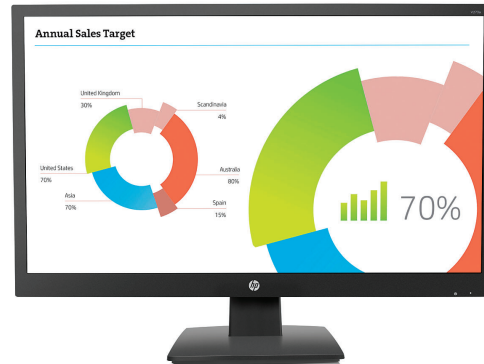 Annual Sales Target
United Kingdom
30%
Scandinavia
4%
United States
70%
Australia
80%
Asia
70%
Spain
15%
70%
hp